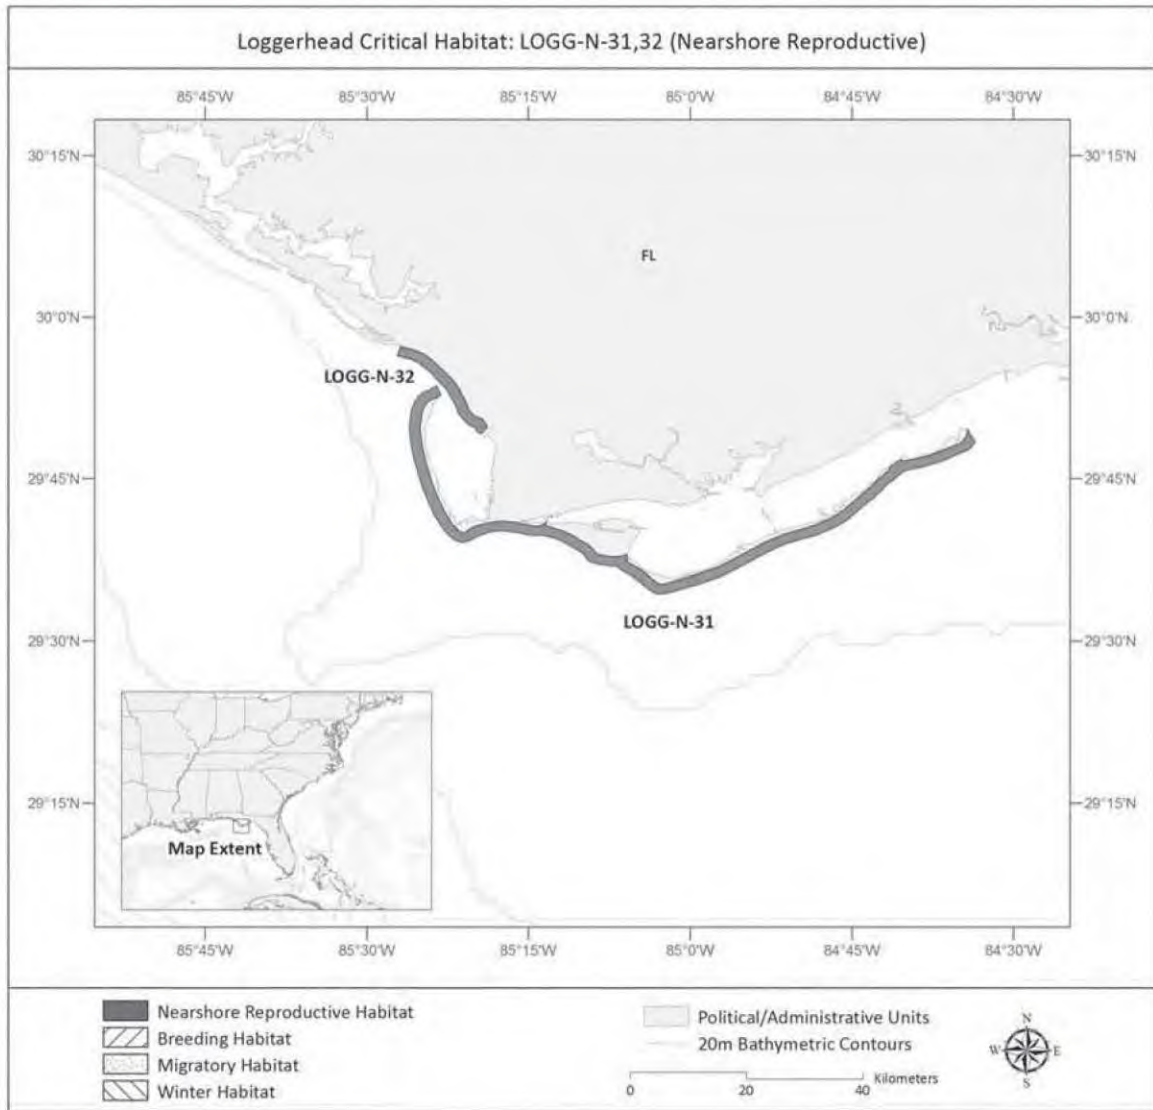 Loggerhead Critical Habitat: LOGG-N-31,32 (Nearshore Reproductive)
85°45'W 85°30'W 85°15'W 85°0'W 84°45'W 84°30'W
30°15'N 30°15'N
FL
30°0'N 30°0'N
LOGG-N-32
29°45'N 29°45'N
LOGG-N-31
29°30'N 29°30'N
29°15'N 29°15'N
Map Extent
85°45'W 85°30'W 85°15'W 85°0'W 84°45'W 84°30'W
Nearshore Reproductive Habitat
Breeding Habitat
Migratory Habitat
Winter Habitat
Political/Administrative Units
20m Bathymetric Contours
Kilometers
0 20 40
N
W E
S